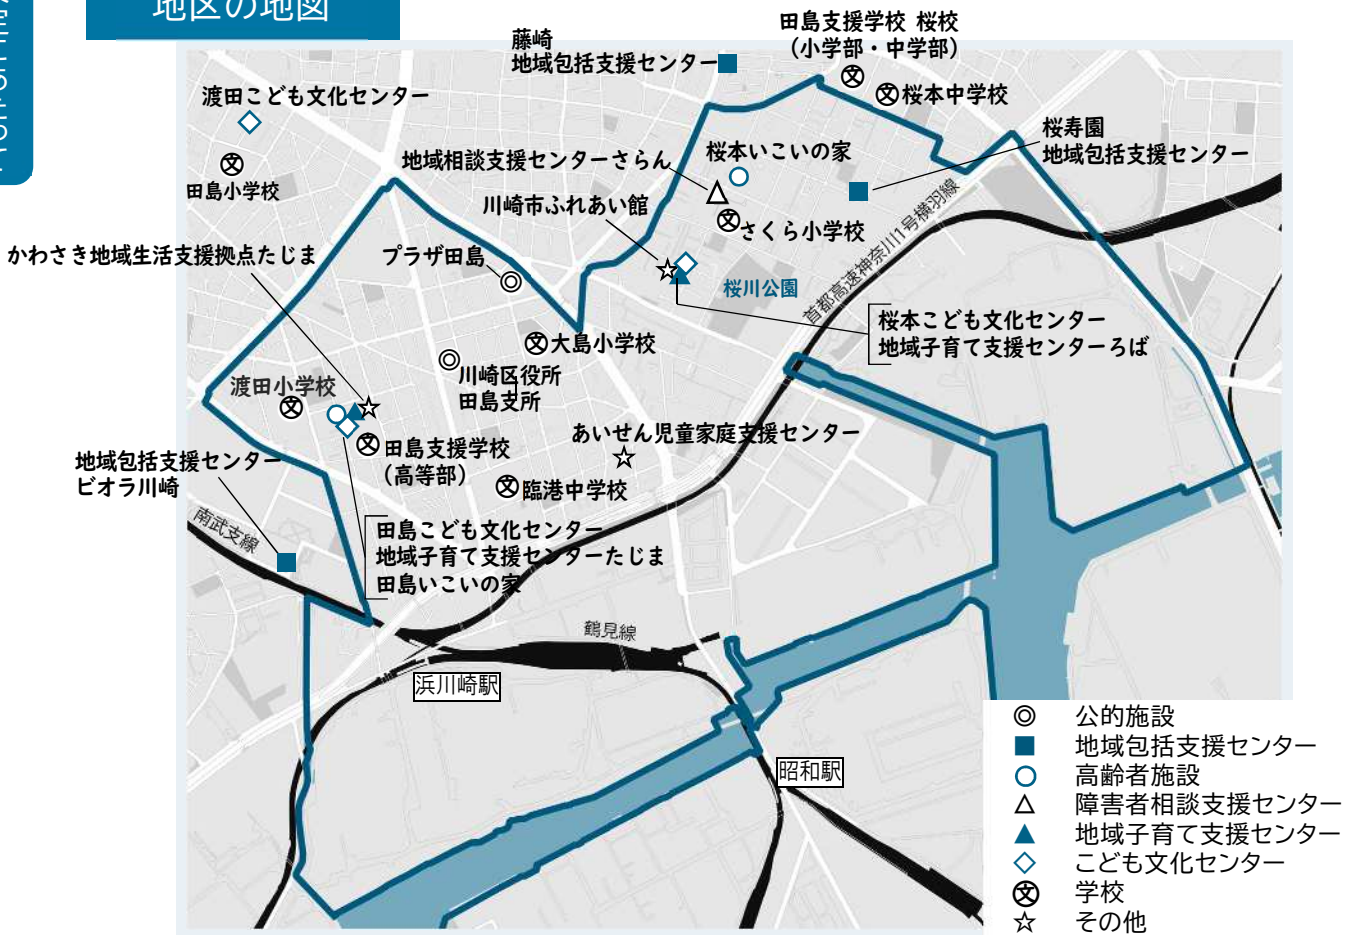 地区の地図
田島支援学校 桜校
（小学部・中学部）
藤崎
地域包括支援センター
桜本中学校
渡田こども文化センター
桜寿園
地域包括支援センター
桜本いこいの家
地域相談支援センターさらん
田島小学校
川崎市ふれあい館
さくら小学校
首都高速神奈川1号横羽線
かわさき地域生活支援拠点たじま
プラザ田島
桜川公園
桜本こども文化センター
地域子育て支援センターろば
大島小学校
川崎区役所
田島支所
渡田小学校
あいせん児童家庭支援センター
田島支援学校
（高等部）
地域包括支援センター
ビオラ川崎
臨港中学校
南武支線
田島こども文化センター
地域子育て支援センターたじま
田島いこいの家
鶴見線
浜川崎駅
昭和駅
◎ 公的施設
■ 地域包括支援センター
○ 高齢者施設
△ 障害者相談支援センター
▲ 地域子育て支援センター
◇ こども文化センター
文 学校
☆ その他